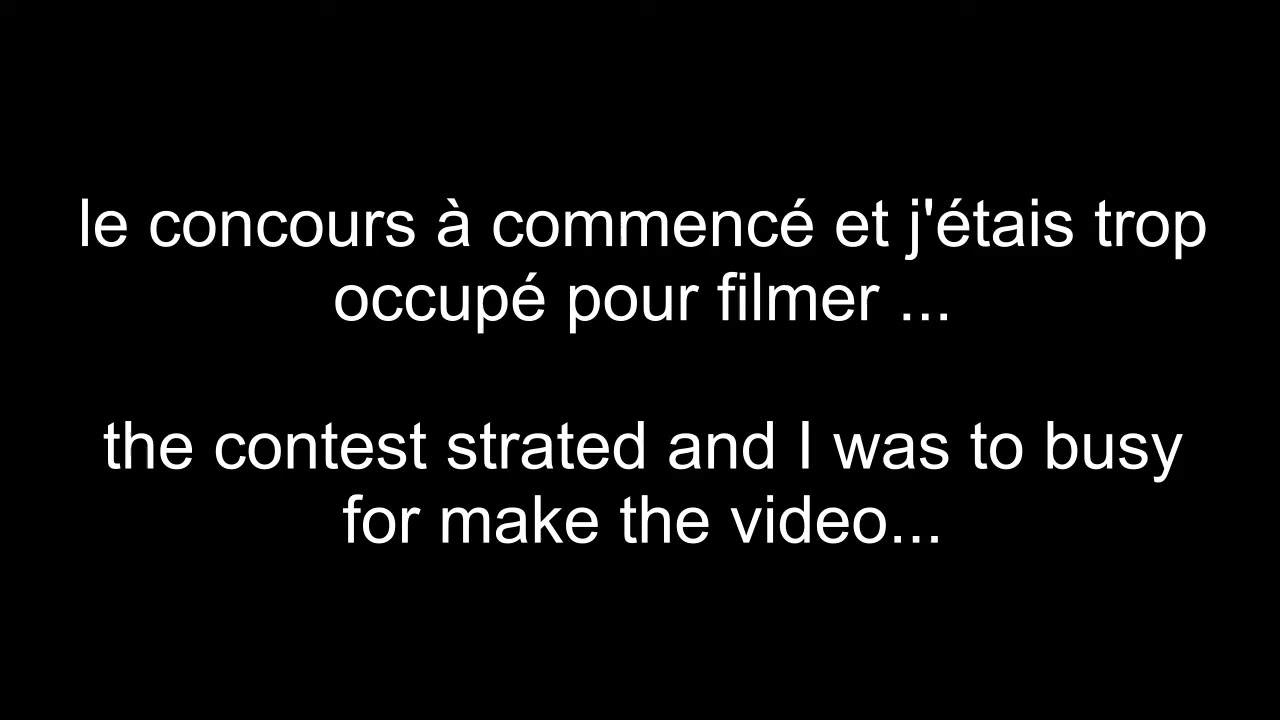 le concours à commencé et j'étais trop
occupé pour filmer ...
the contest strated and I was to busy
for make the video...